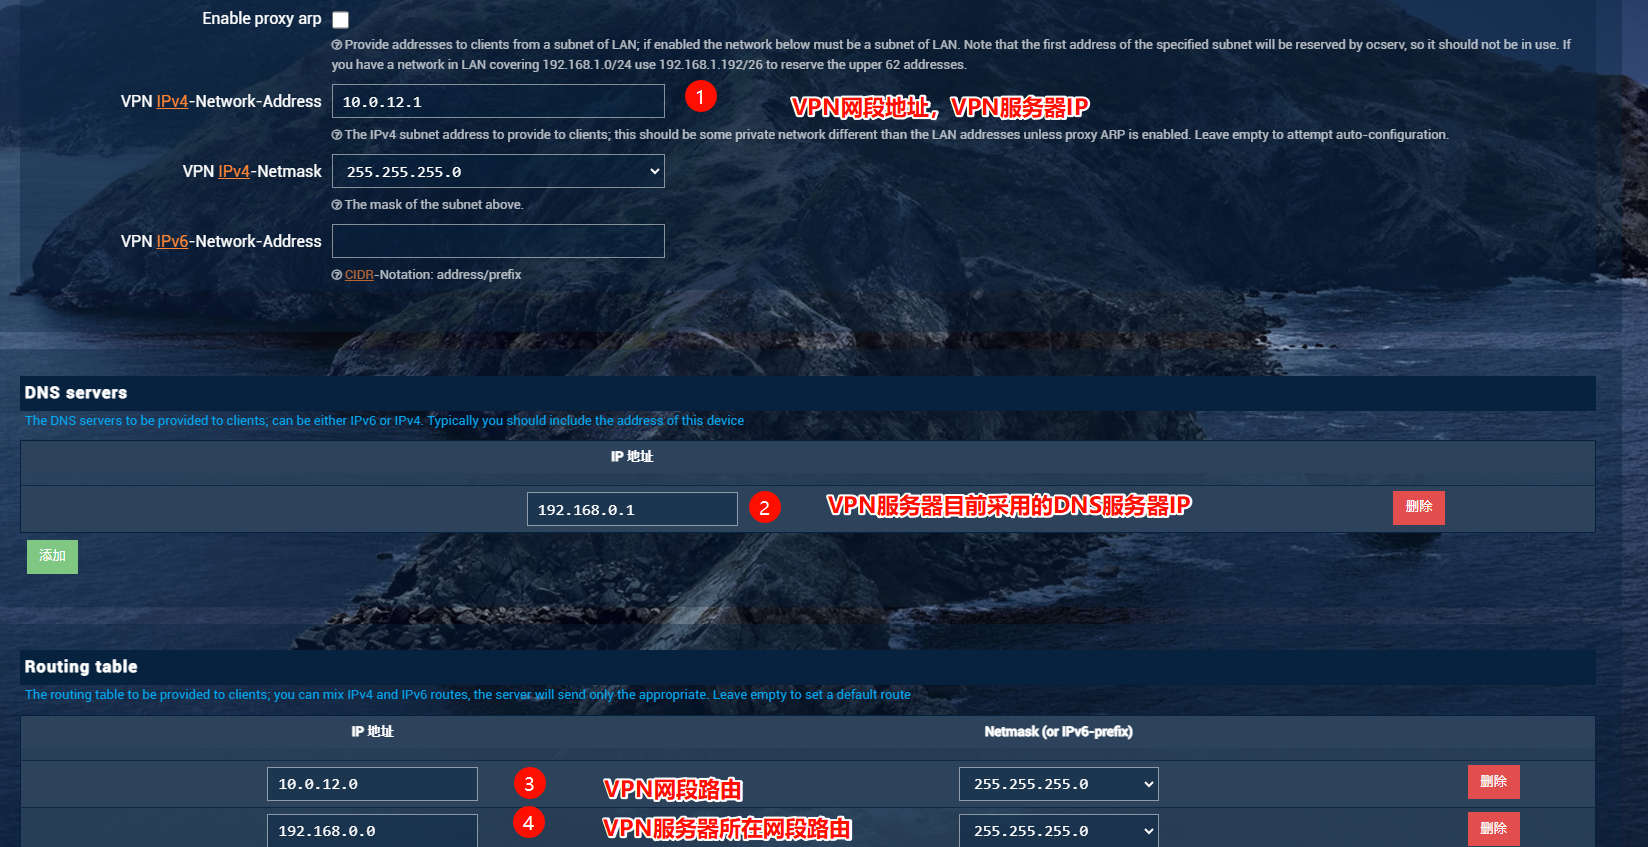 Enable proxy arp
Provide addresses to clients from a subnet of LAN; if enabled the network below must be a subnet of LAN. Note that the first address of the specified subnet will be reserved by ocserv, so it should not be in use. If
you have a network in LAN covering 192.168.1.0/24 use 192.168.1.192/26 to reserve the upper 62 addresses.
VPN IPv4-Network-Address 10.0.12.1 1 VPN网段地址，VPN服务器IP
The IPv4 subnet address to provide to clients; this should be some private network different than the LAN addresses unless proxy ARP is enabled. Leave empty to attempt auto-configuration.
VPN IPv4-Netmask 255.255.255.0
The mask of the subnet above.
VPN IPv6-Network-Address
CIDR-Notation: address/prefix
DNS servers
The DNS servers to be provided to clients; can be either IPv6 or IPv4. Typically you should include the address of this device
IP 地址
192.168.0.1 2 VPN服务器目前采用的DNS服务器IP 删除
添加
Routing table
The routing table to be provided to clients; you can mix IPv4 and IPv6 routes, the server will send only the appropriate. Leave empty to set a default route
IP 地址 Netmask (or IPv6-prefix)
10.0.12.0 3 VPN网段路由 255.255.255.0 删除
192.168.0.0 4 VPN服务器所在网段路由 255.255.255.0 删除